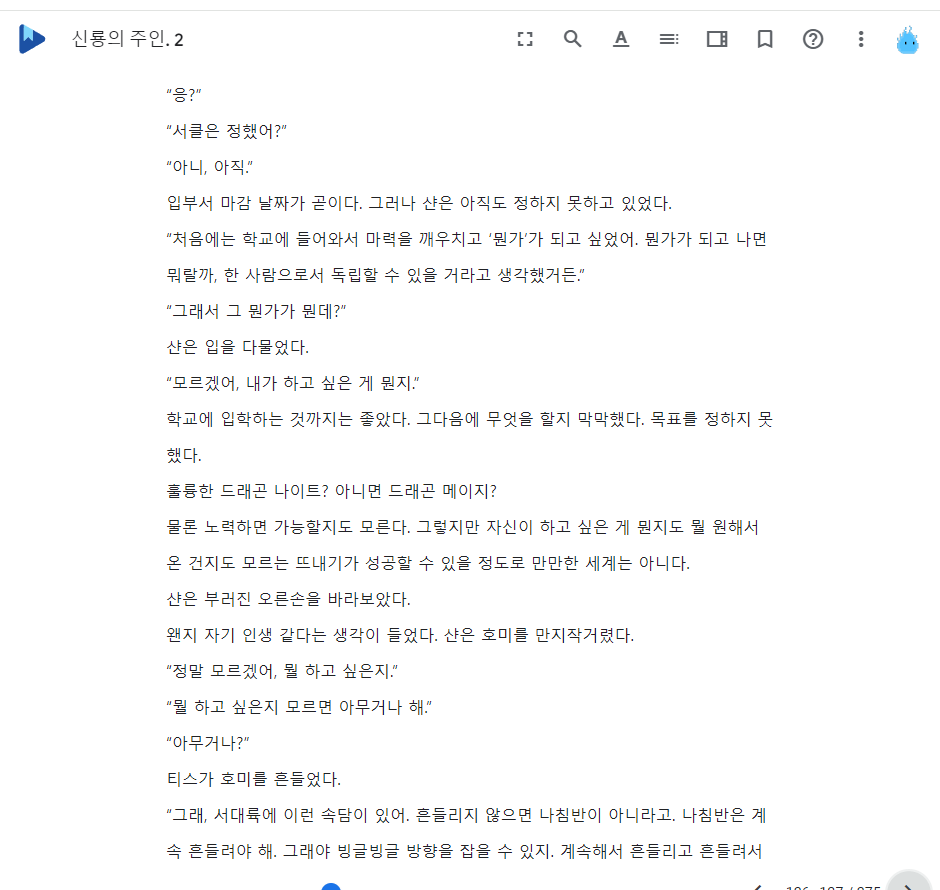 신룡의 주인. 2
A
“응?”
“서클은 정했어?”
“아니, 아직.”
입부서 마감 날짜가 곧이다. 그러나 샨은 아직도 정하지 못하고 있었다.
“처음에는 학교에 들어와서 마력을 깨우치고 ‘뭔가’가 되고 싶었어. 뭔가가 되고 나면
뭐랄까, 한 사람으로서 독립할 수 있을 거라고 생각했거든.”
“그래서 그 뭔가가 뭔데?”
샨은 입을 다물었다.
“모르겠어, 내가 하고 싶은 게 뭔지.”
학교에 입학하는 것까지는 좋았다. 그다음에 무엇을 할지 막막했다. 목표를 정하지 못
했다.
훌륭한 드래곤 나이트? 아니면 드래곤 메이지?
물론 노력하면 가능할지도 모른다. 그렇지만 자신이 하고 싶은 게 뭔지도 뭘 원해서
온 건지도 모르는 뜨내기가 성공할 수 있을 정도로 만만한 세계는 아니다.
샨은 부러진 오른손을 바라보았다.
왠지 자기 인생 같다는 생각이 들었다. 샨은 호미를 만지작거렸다.
“정말 모르겠어, 뭘 하고 싶은지.”
“뭘 하고 싶은지 모르면 아무거나 해.”
“아무거나?”
티스가 호미를 흔들었다.
“그래, 서대륙에 이런 속담이 있어. 흔들리지 않으면 나침반이 아니라고. 나침반은 계
속 흔들려야 해. 그래야 빙글빙글 방향을 잡을 수 있지. 계속해서 흔들리고 흔들려서